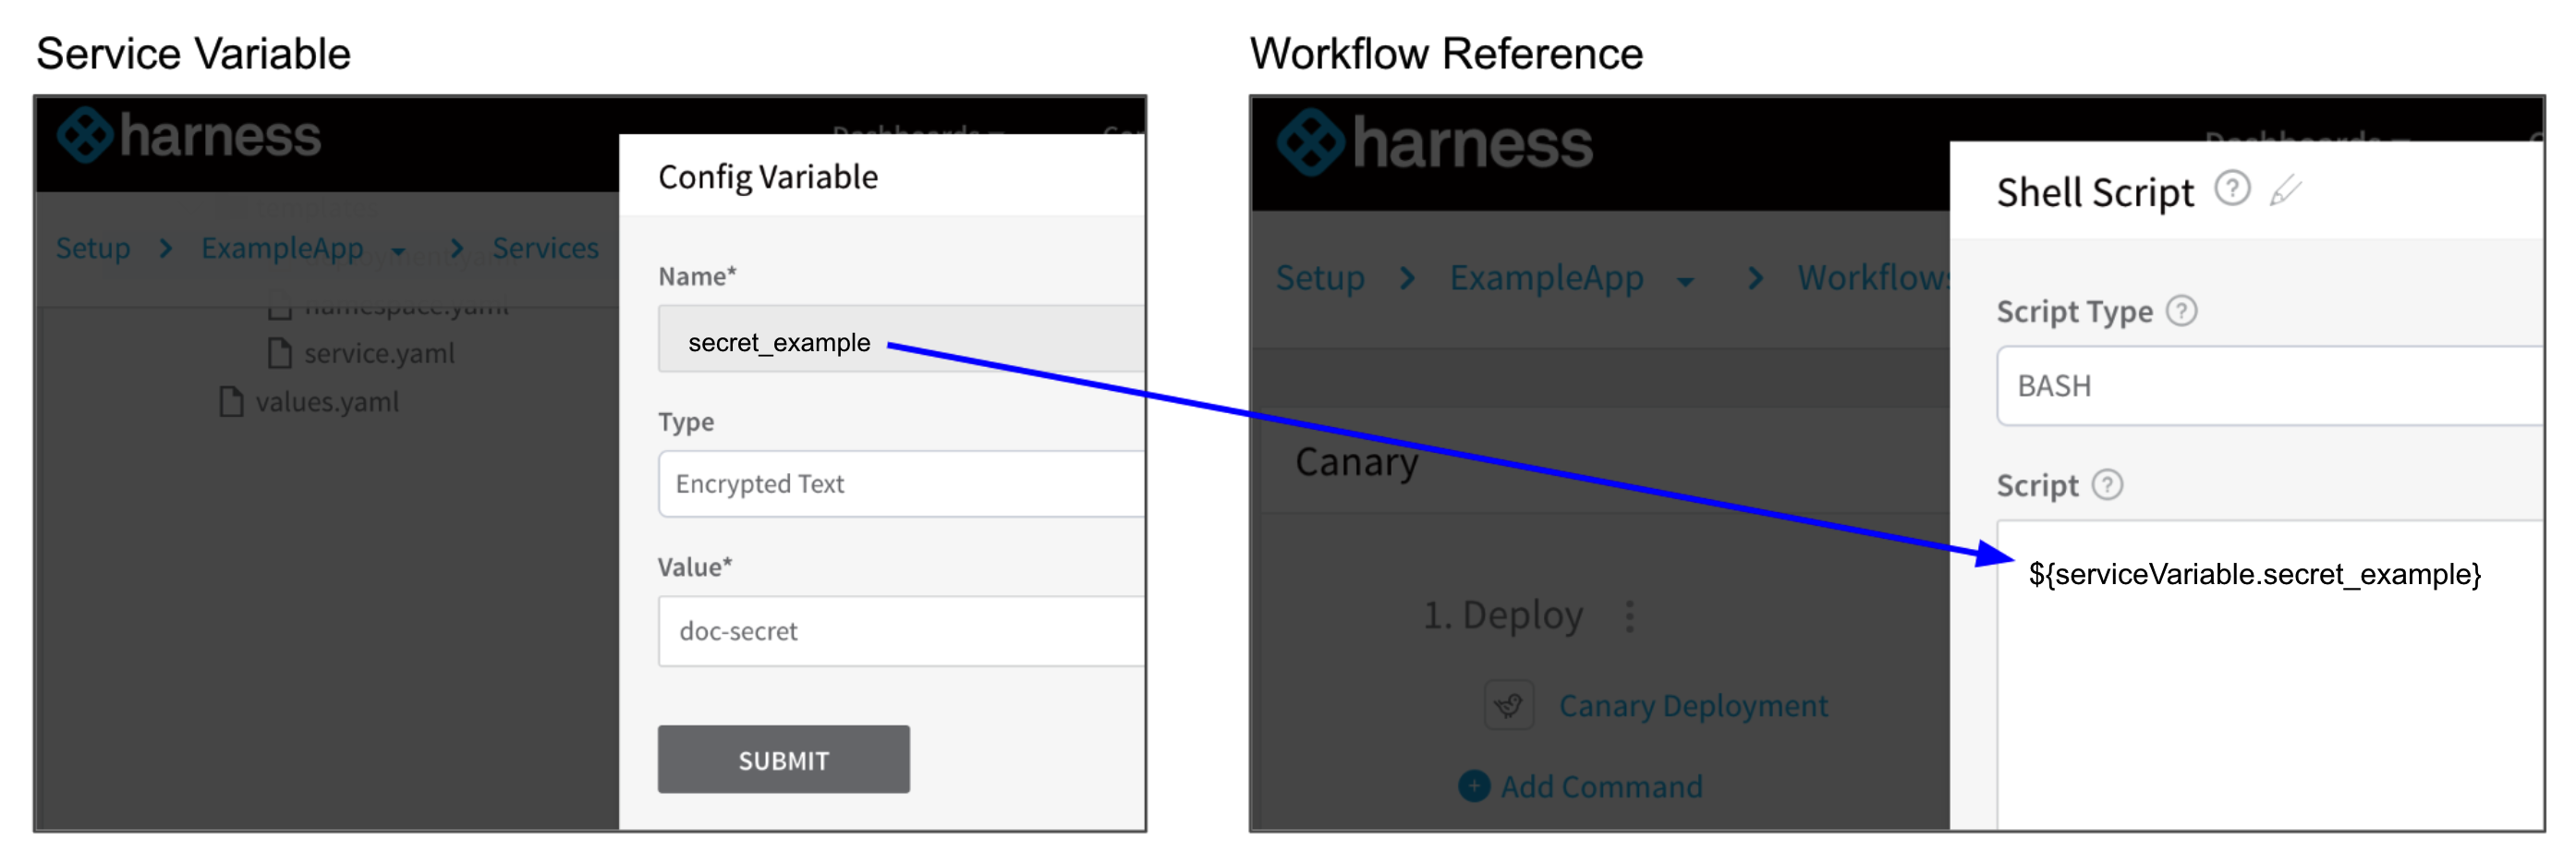 Service Variable
harness
Dashboards
Config Variable
Setup > ExampleApp > Services
Name*
secret_example
namespace.yaml
service.yaml
values.yaml
Type
Encrypted Text
Value*
doc-secret
SUBMIT
Workflow Reference
harness
Dashboards
Shell Script
Setup > ExampleApp > Workflows
Script Type
BASH
Canary
Script
${serviceVariable.secret_example}
1. Deploy
Canary Deployment
Add Command